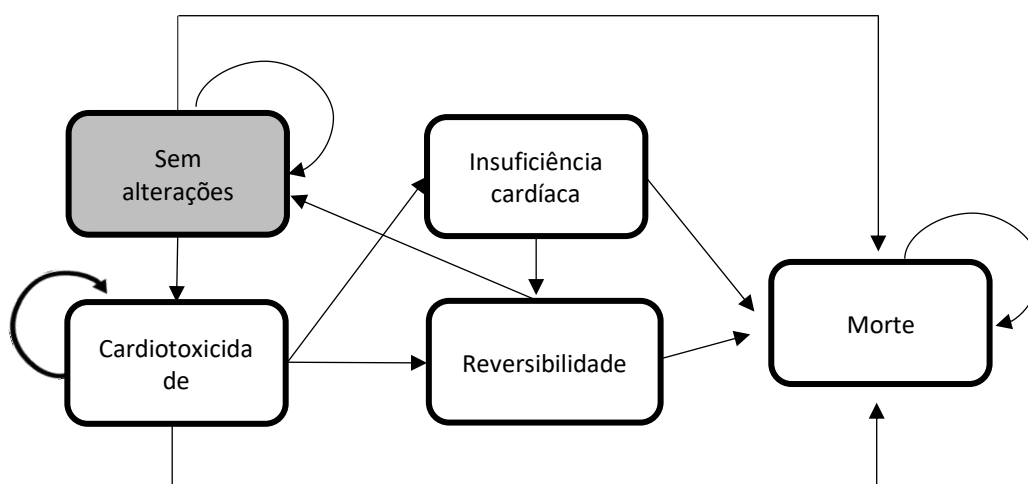 Sem
alterações
Insuficiência
cardíaca
Cardiotoxicida
de
Reversibilidade
Morte